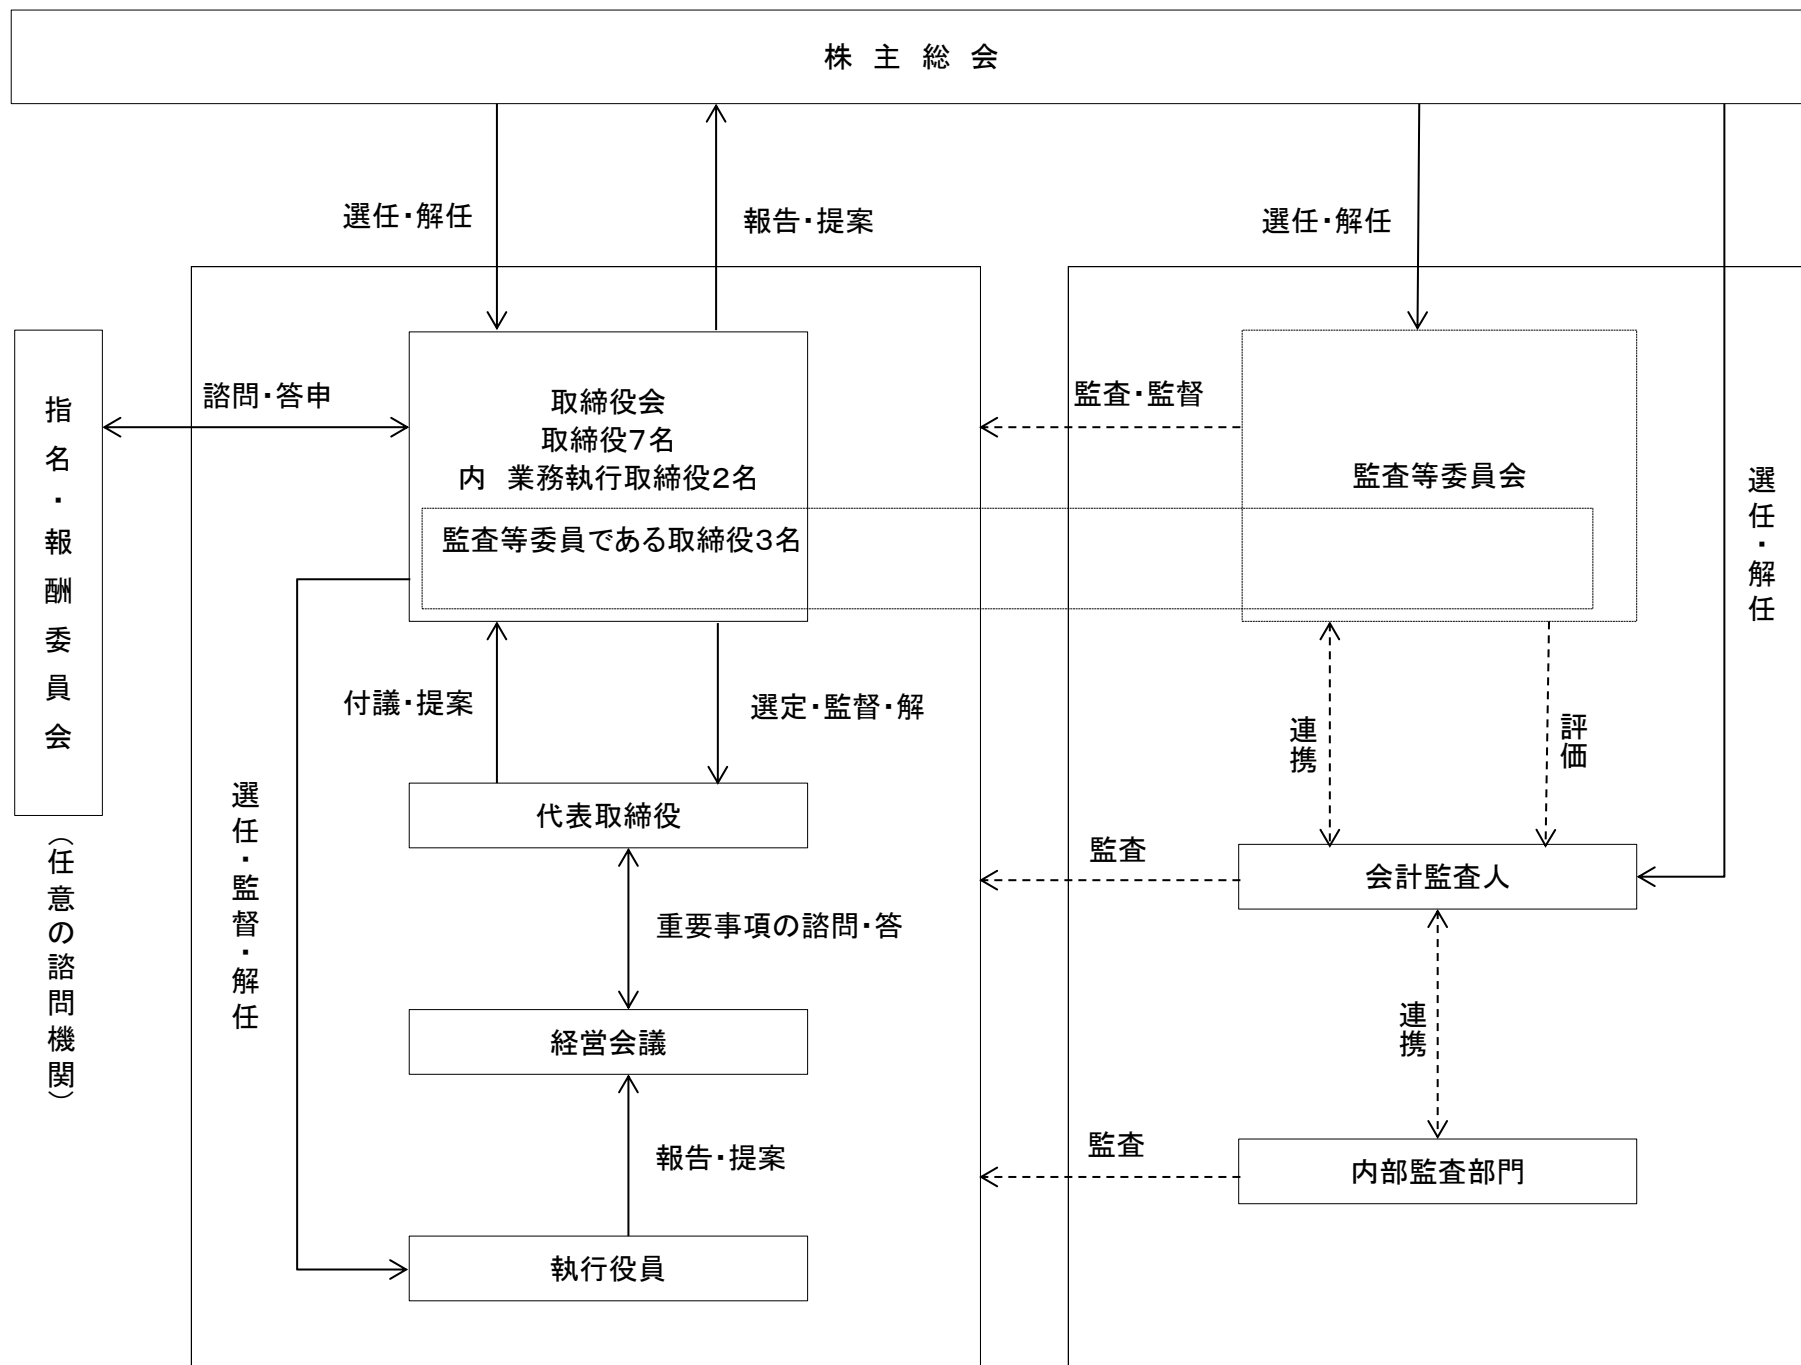 株主総会
選任・解任
報告・提案
選任・解任
指名・報酬委員会
(任意の諮問機関)
諮問・答申
取締役会
取締役7名
内　業務執行取締役2名
監査等委員である取締役3名
監査・監督
監査等委員会
選任・解任
付議・提案
選定・監督・解
連携
評価
選任・監督・解任
代表取締役
監査
会計監査人
重要事項の諮問・答
経営会議
連携
報告・提案
監査
内部監査部門
執行役員